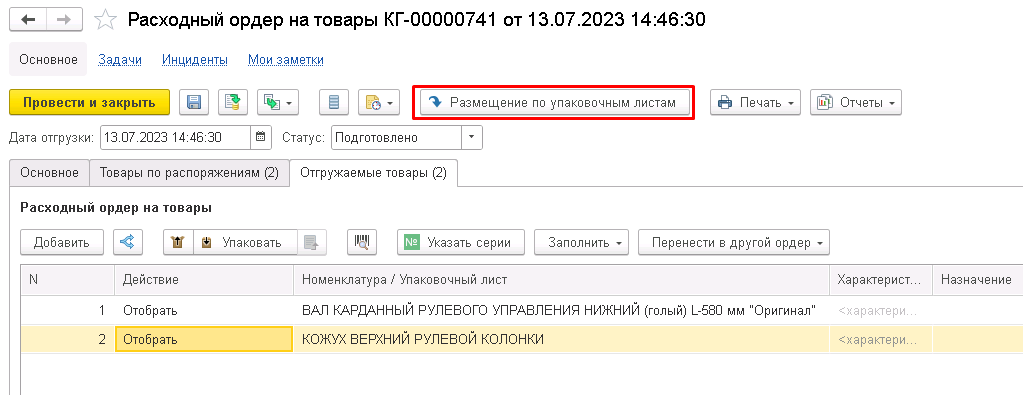 Расходный ордер на товары КГ-00000741 от 13.07.2023 14:46:30
Основное Задачи Инциденты Мои заметки
Провести и закрыть Размещение по упаковочным листам Печать Отчеты
Дата отгрузки: 13.07.2023 14:46:30 Статус: Подготовлено
Основное Товары по распоряжениям (2) Отгружаемые товары (2)
Расходный ордер на товары
Добавить Упаковать № Указать серии Заполнить Перенести в другой ордер
N Действие Номенклатура / Упаковочный лист Характерист... Назначение
1 Отобрать ВАЛ КАРДАННЫЙ РУЛЕВОГО УПРАВЛЕНИЯ НИЖНИЙ (голый) L-580 мм "Оригинал" <характери...
2 Отобрать КОЖУХ ВЕРХНИЙ РУЛЕВОЙ КОЛОНКИ <характери...